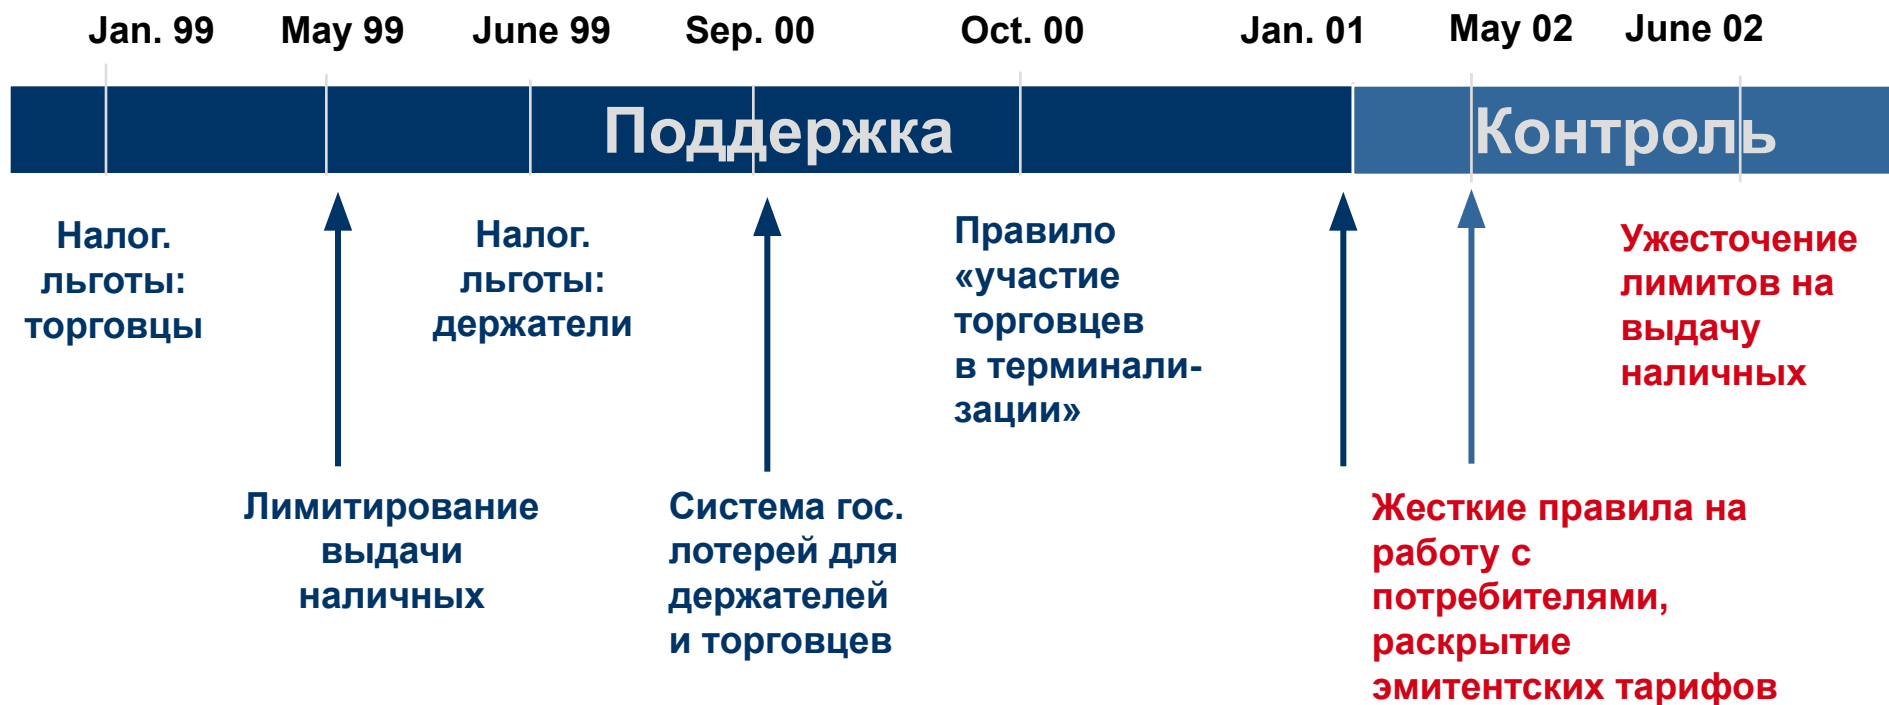 Jan. 99 May 99 June 99 Sep. 00 Oct. 00 Jan. 01 May 02 June 02
Поддержка Контроль
Налог.
льготы:
торговцы
Налог.
льготы:
держатели
Правило
«участие
торговцев
в терминали-
зации»
Ужесточение
лимитов на
выдачу
наличных
Лимитирование
выдачи
наличных
Система гос.
лотерей для
держателей
и торговцев
Жесткие правила на
работу с
потребителями,
раскрытие
эмитентских тарифов